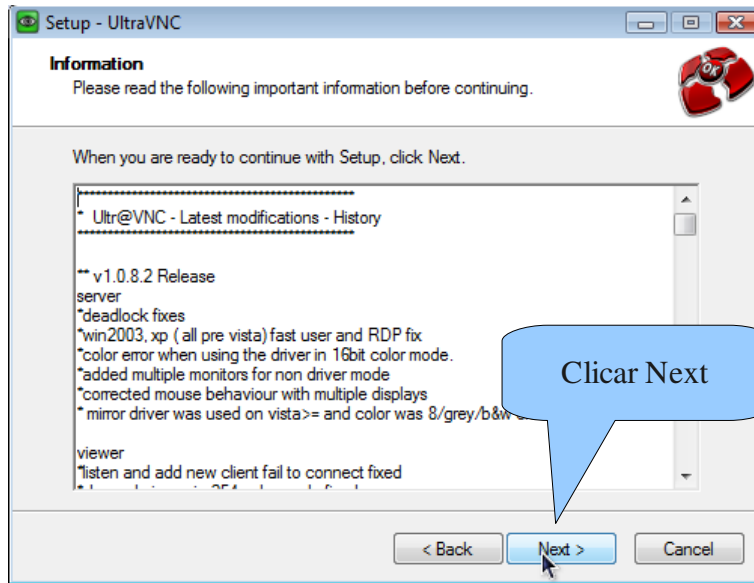 Setup - UltraVNC
Information
Please read the following important information before continuing.
OK
When you are ready to continue with Setup, click Next.
***********************************************
* Ultr@VNC - Latest modifications - History
***********************************************
** v1.0.8.2 Release
server
*deadlock fixes
*win2003, xp ( all pre vista) fast user and RDP fix
*color error when using the driver in 16bit color mode.
*added multiple monitors for non driver mode
*corrected mouse behaviour with multiple displays
* mirror driver was used on vista>= and color was 8/grey/b&w
viewer
*listen and add new client fail to connect fixed
Clicar Next
< Back
Next >
Cancel